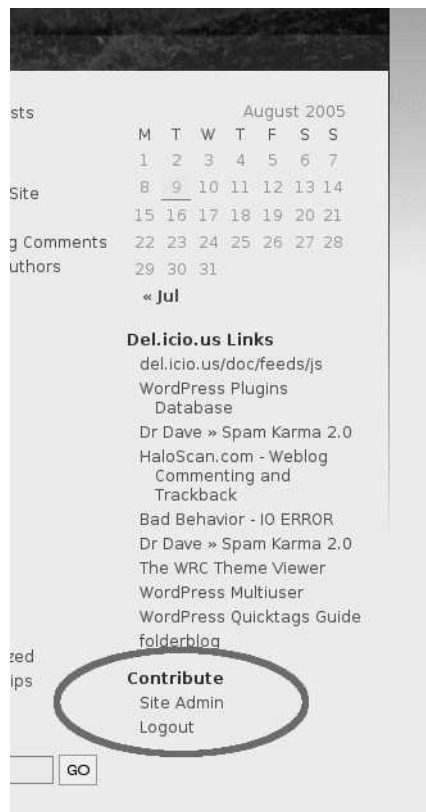 sts
Site
g Comments
uthors
zed
ips
GO
August 2005
M T W T F S S
1 2 3 4 5 6 7
8 9 10 11 12 13 14
15 16 17 18 19 20 21
22 23 24 25 26 27 28
29 30 31
« Jul
Del.icio.us Links
del.icio.us/doc/feeds/js
WordPress Plugins
Database
Dr Dave » Spam Karma 2.0
HaloScan.com - Weblog
Commenting and
Trackback
Bad Behavior - IO ERROR
Dr Dave » Spam Karma 2.0
The WRC Theme Viewer
WordPress Multiuser
WordPress Quicktags Guide
folderblog
Contribute
Site Admin
Logout